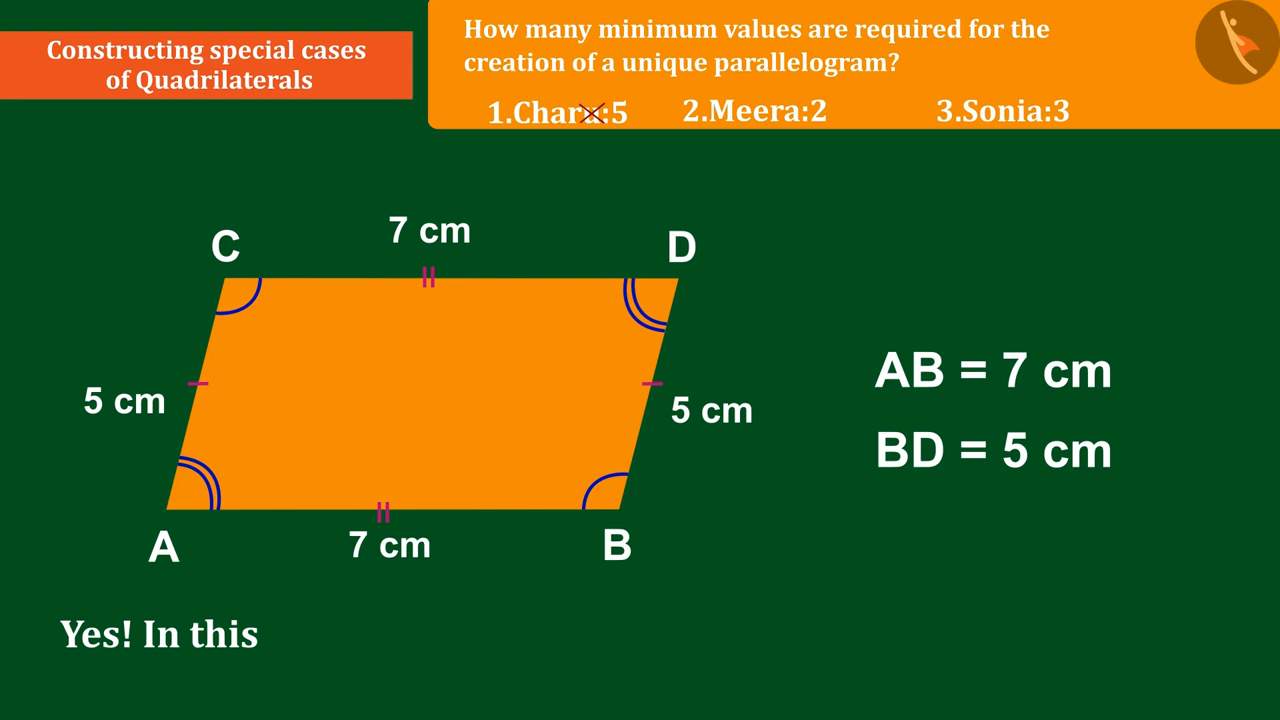 Constructing special cases
of Quadrilaterals
How many minimum values are required for the
creation of a unique parallelogram?
1.Charu:5 2.Meera:2 3.Sonia:3
7 cm
C D
5 cm 5 cm
AB = 7 cm
BD = 5 cm
A 7 cm B
Yes! In this